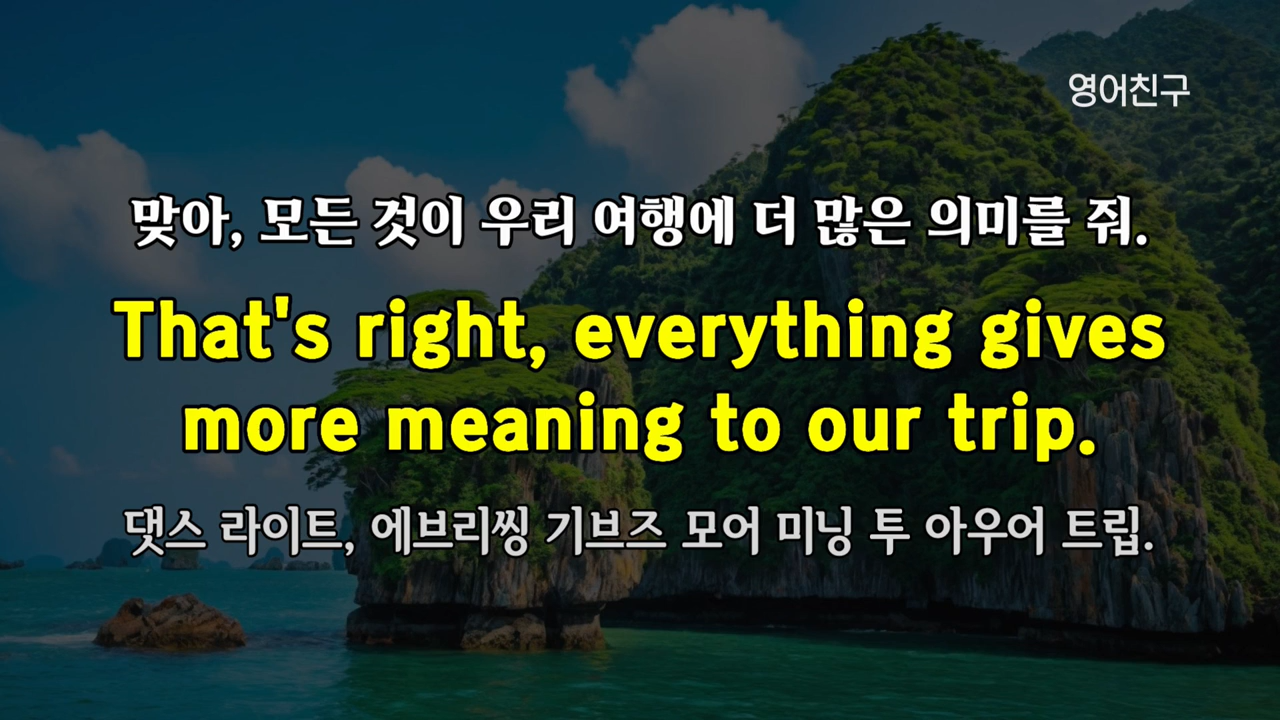 영어친구
맞아, 모든 것이 우리 여행에 더 많은 의미를 줘.
That's right, everything gives
more meaning to our trip.
댓스 라이트, 에브리씽 기브즈 모어 미닝 투 아우어 트립.